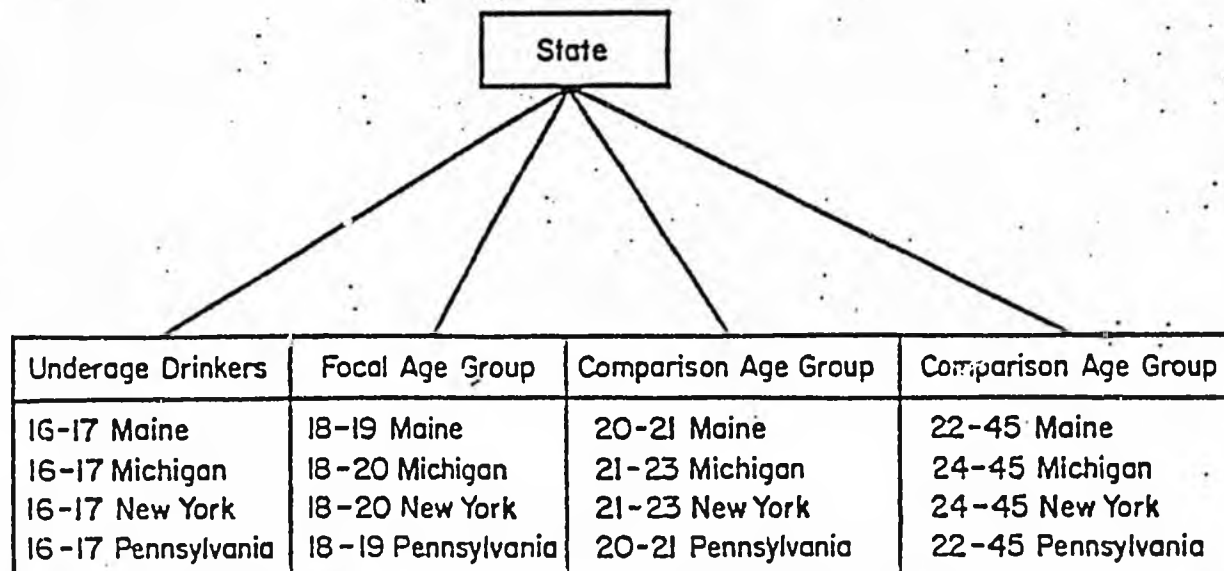 State
Underage Drinkers Focal Age Group Comparison Age Group Comparison Age Group
16-17 Maine 18-19 Maine 20-21 Maine 22-45 Maine
16-17 Michigan 18-20 Michigan 21-23 Michigan 24-45 Michigan
16-17 New York 18-20 New York 21-23 New York 24-45 New York
16-17 Pennsylvania 18-19 Pennsylvania 20-21 Pennsylvania 22-45 Pennsylvania